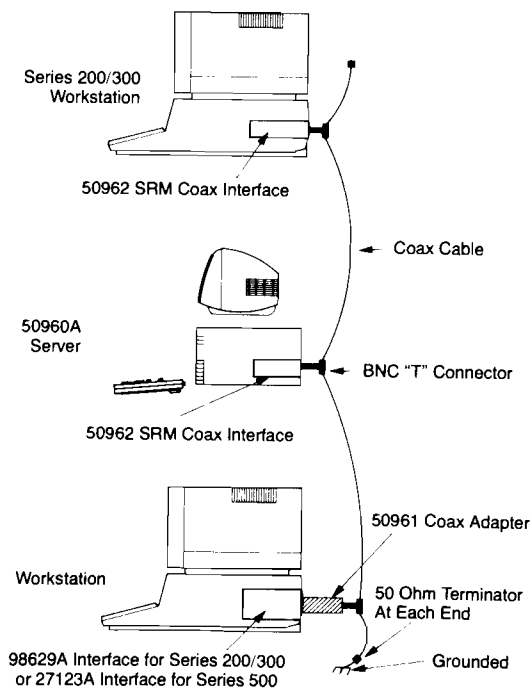 Series 200/300
Workstation
50962 SRM Coax Interface
Coax Cable
50960A
Server
BNC "T" Connector
50962 SRM Coax Interface
50961 Coax Adapter
Workstation
50 Ohm Terminator
At Each End
98629A Interface for Series 200/300
or 27123A Interface for Series 500
Grounded